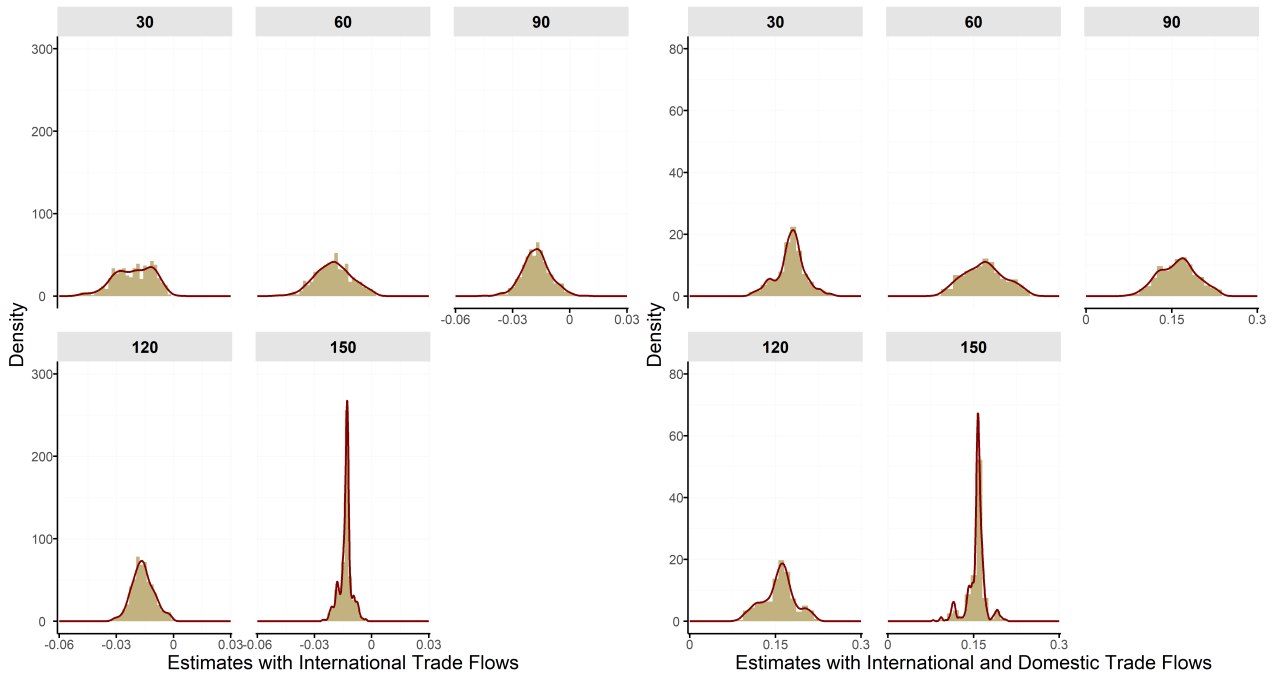 30 60 90
300
200
100
0
-0.06 -0.03 0 0.03
120 150
300
200
100
0
-0.06 -0.03 0 0.03 -0.06 -0.03 0 0.03
Density
Estimates with International Trade Flows
30 60 90
80
60
40
20
0
0 0.15 0.3
120 150
80
60
40
20
0
0 0.15 0.3 0 0.15 0.3
Density
Estimates with International and Domestic Trade Flows